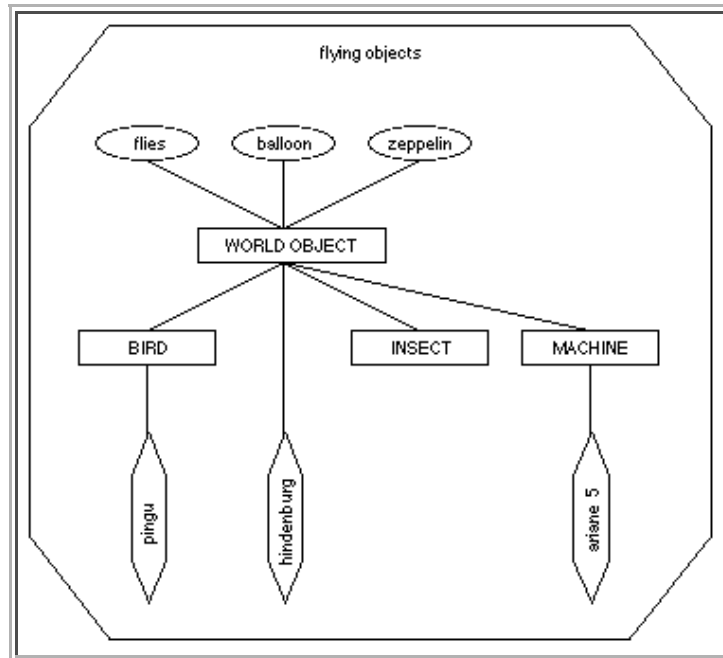 flying objects
flies
balloon
zeppelin
WORLD OBJECT
BIRD
INSECT
MACHINE
pingu
hindenburg
ariane 5